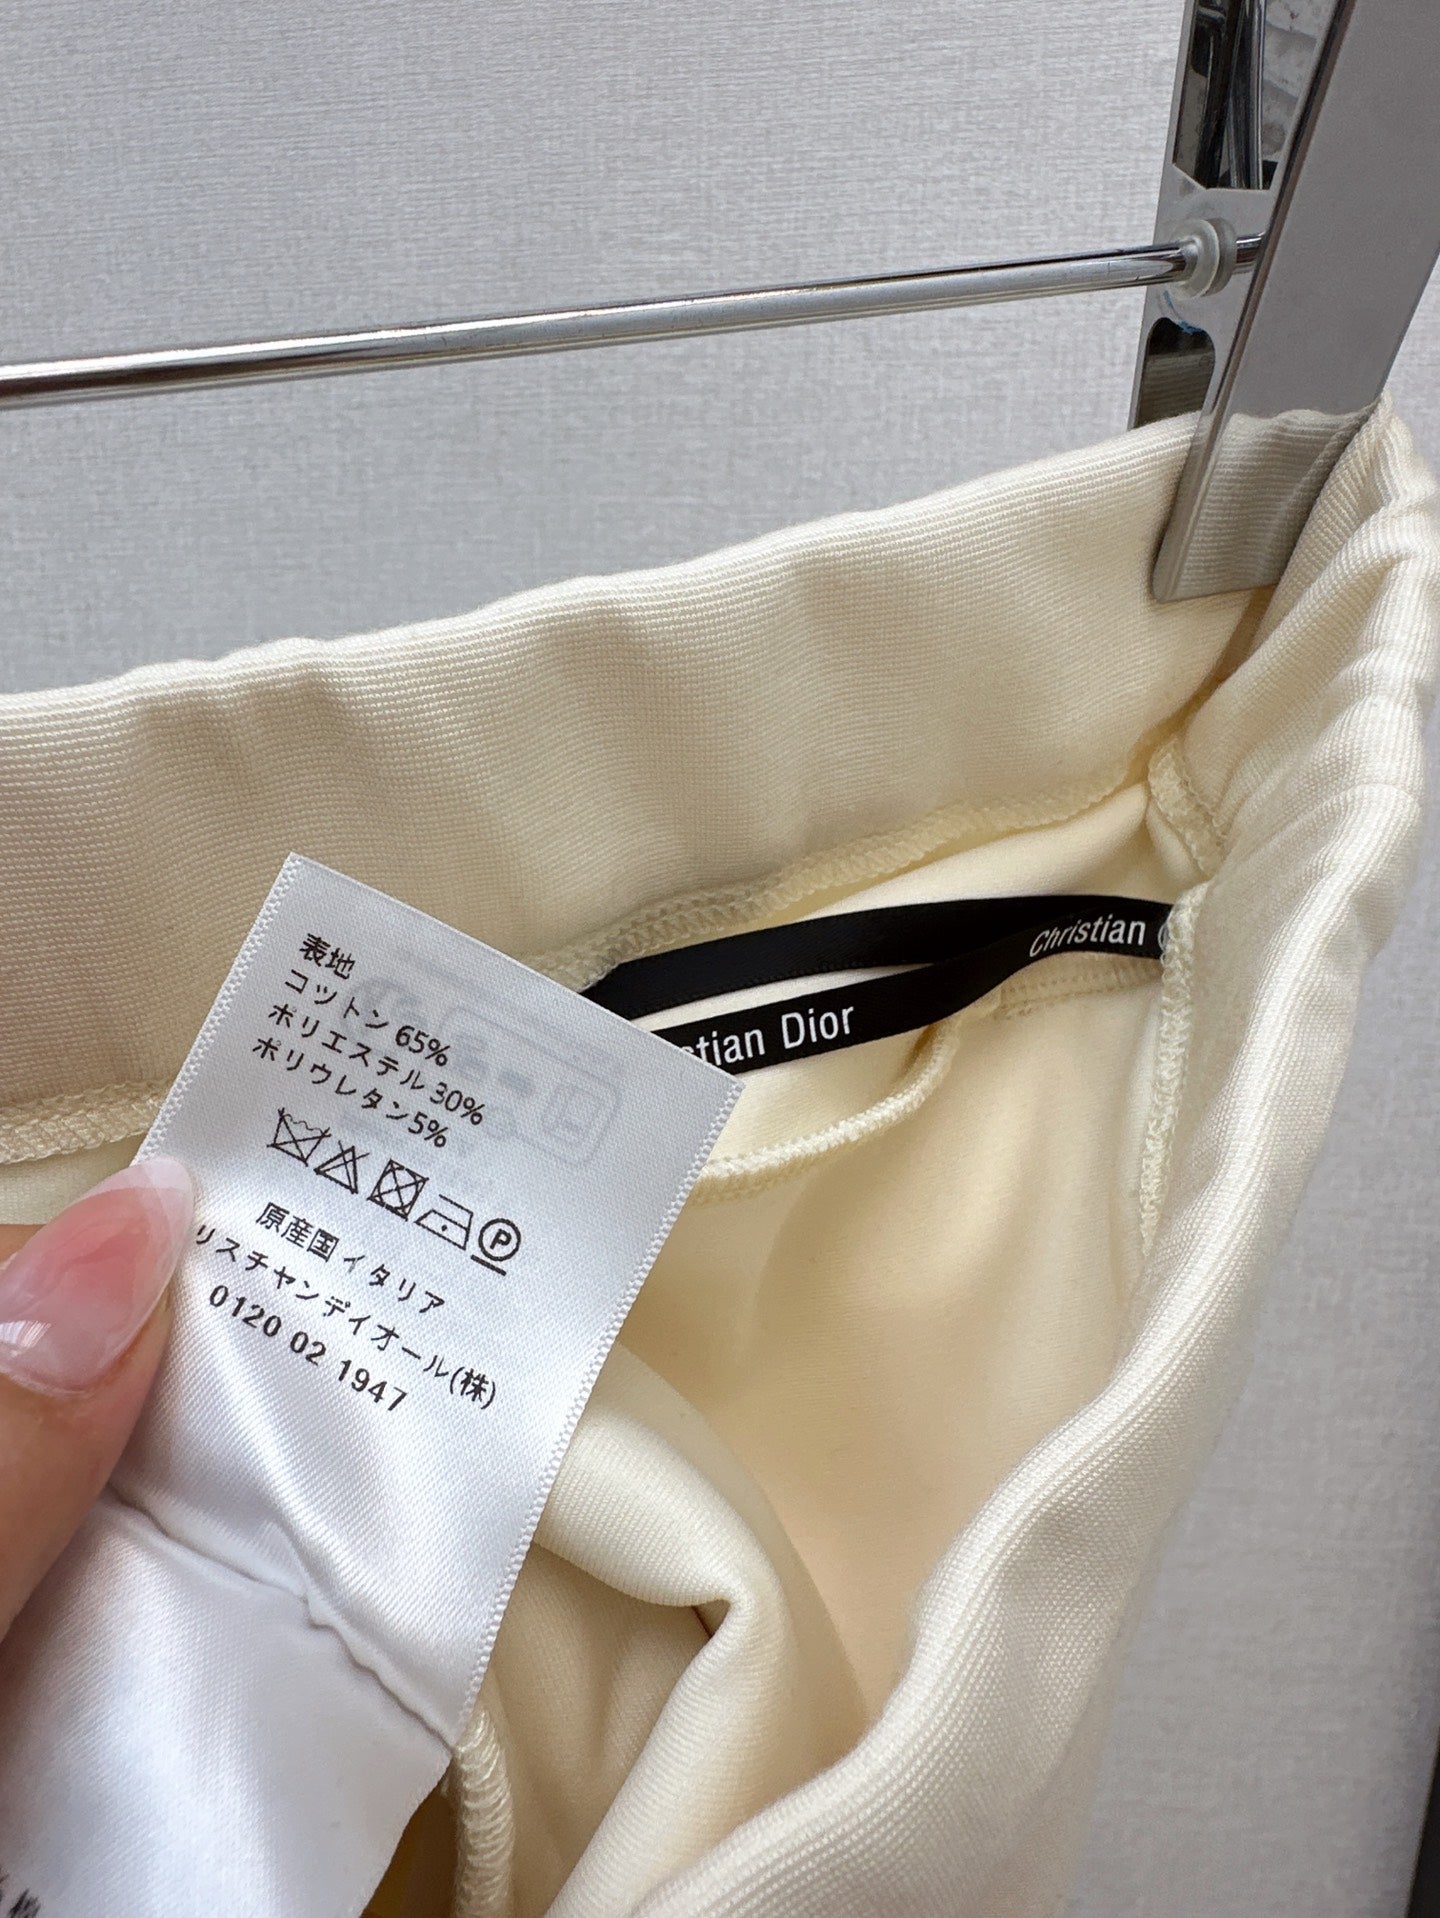 Christian
stian Dior
表地
コットン 65%
ポリエステル 30%
ポリウレタン5%
P
原産国 イタリア
リスチャンディオール(株)
0120 02 1947